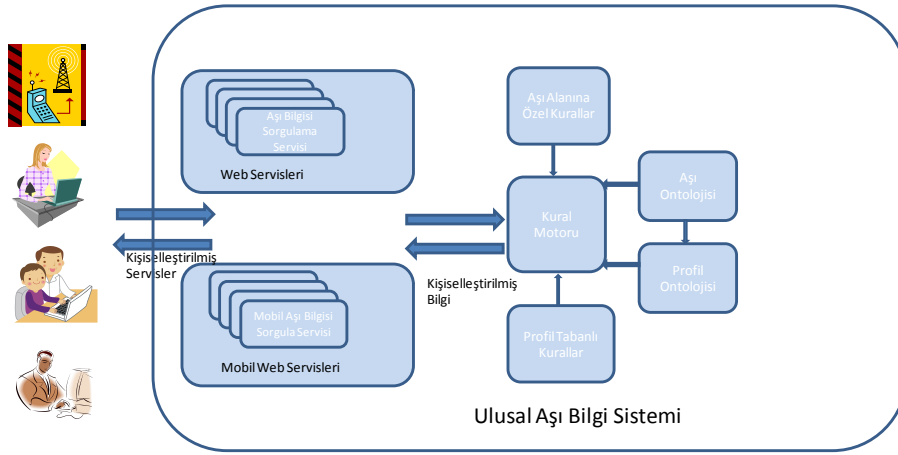 Aşı Bilgisi
Sorgulama
Servisi
Web Servisleri
Kişiselleştirilmiş
Servisler
Mobil Aşı Bilgisi
Sorgula Servisi
Mobil Web Servisleri
Kişiselleştirilmiş
Bilgi
Aşı Alanına
Özel Kurallar
Kural
Motoru
Aşı
Ontolojisi
Profil
Ontolojisi
Profil Tabanlı
Kurallar
Ulusal Aşı Bilgi Sistemi